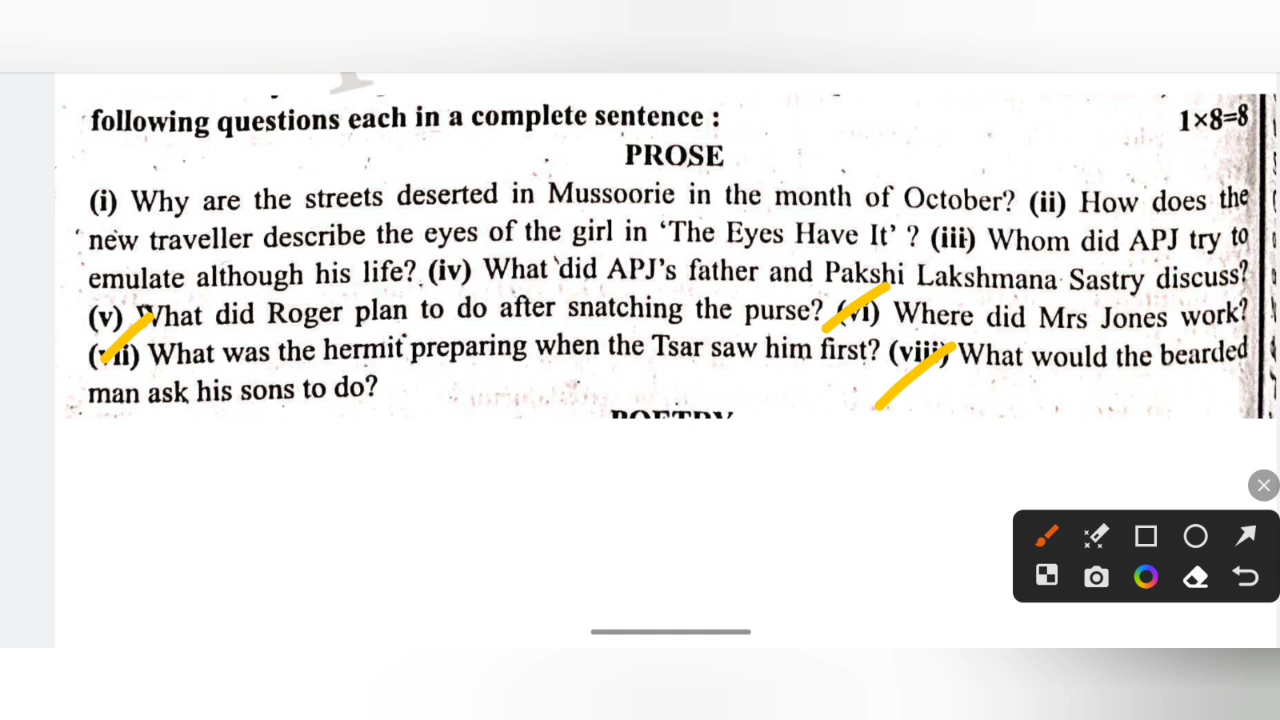 following questions each in a complete sentence : 1×8=8
PROSE
(i) Why are the streets deserted in Mussoorie in the month of October? (ii) How does the
new traveller describe the eyes of the girl in ‘The Eyes Have It’ ? (iii) Whom did APJ try to
emulate although his life? (iv) What did APJ's father and Pakshi Lakshmana Sastry discuss?
(v) What did Roger plan to do after snatching the purse? (vi) Where did Mrs Jones work?
(vii) What was the hermit preparing when the Tsar saw him first? (viii) What would the bearded
man ask his sons to do?
POETRY